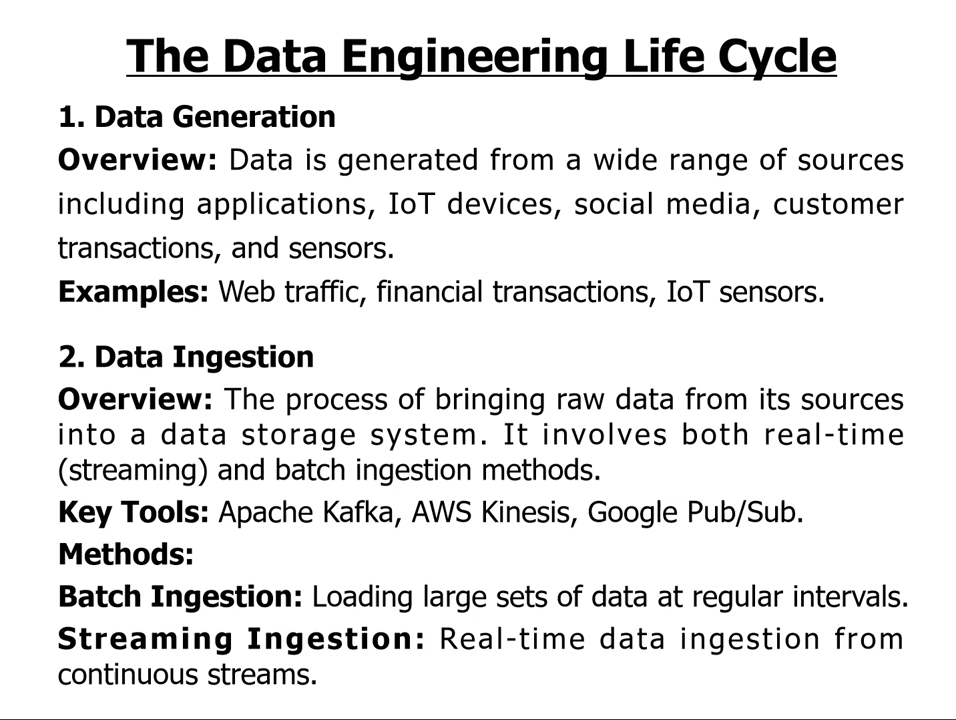 The Data Engineering Life Cycle
1. Data Generation
Overview: Data is generated from a wide range of sources
including applications, IoT devices, social media, customer
transactions, and sensors.
Examples: Web traffic, financial transactions, IoT sensors.
2. Data Ingestion
Overview: The process of bringing raw data from its sources
into a data storage system. It involves both real-time
(streaming) and batch ingestion methods.
Key Tools: Apache Kafka, AWS Kinesis, Google Pub/Sub.
Methods:
Batch Ingestion: Loading large sets of data at regular intervals.
Streaming Ingestion: Real-time data ingestion from
continuous streams.